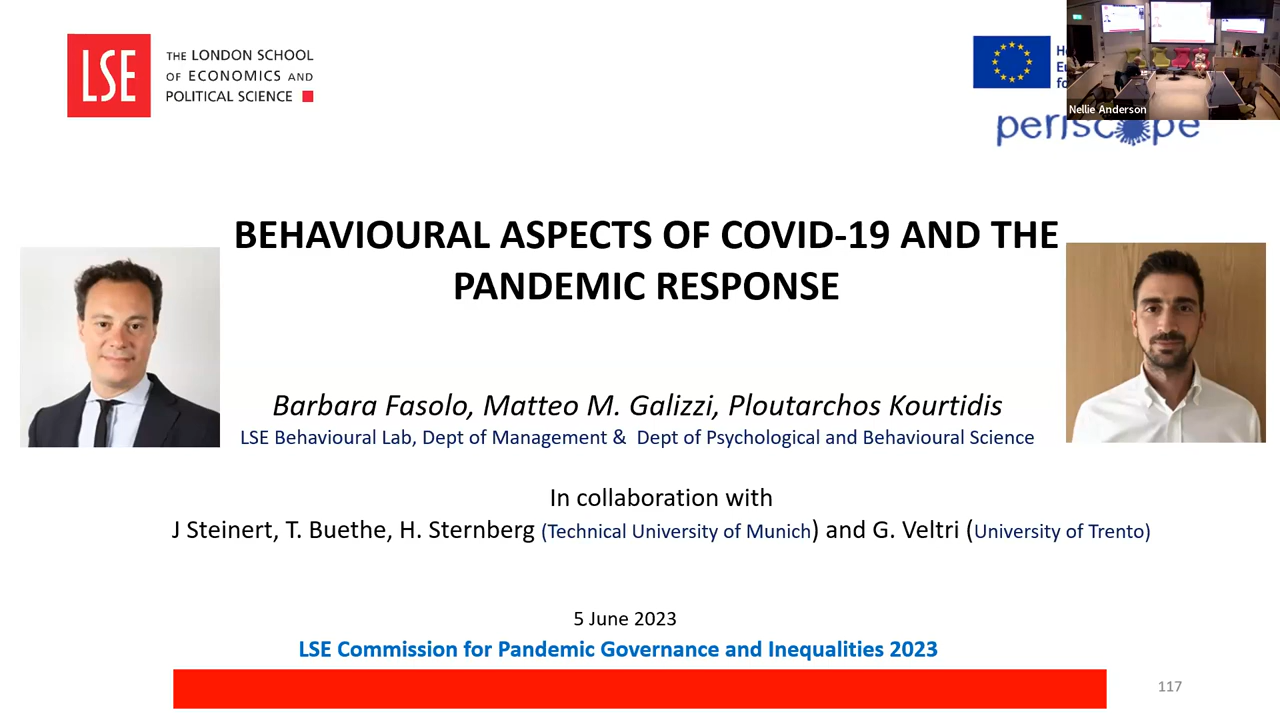 LSE
THE LONDON SCHOOL
OF ECONOMICS AND
POLITICAL SCIENCE
Nellie Anderson
periscope
BEHAVIOURAL ASPECTS OF COVID-19 AND THE
PANDEMIC RESPONSE
Barbara Fasolo, Matteo M. Galizzi, Ploutarchos Kourtidis
LSE Behavioural Lab, Dept of Management & Dept of Psychological and Behavioural Science
In collaboration with
J Steinert, T. Buethe, H. Sternberg (Technical University of Munich) and G. Veltri (University of Trento)
5 June 2023
LSE Commission for Pandemic Governance and Inequalities 2023
117